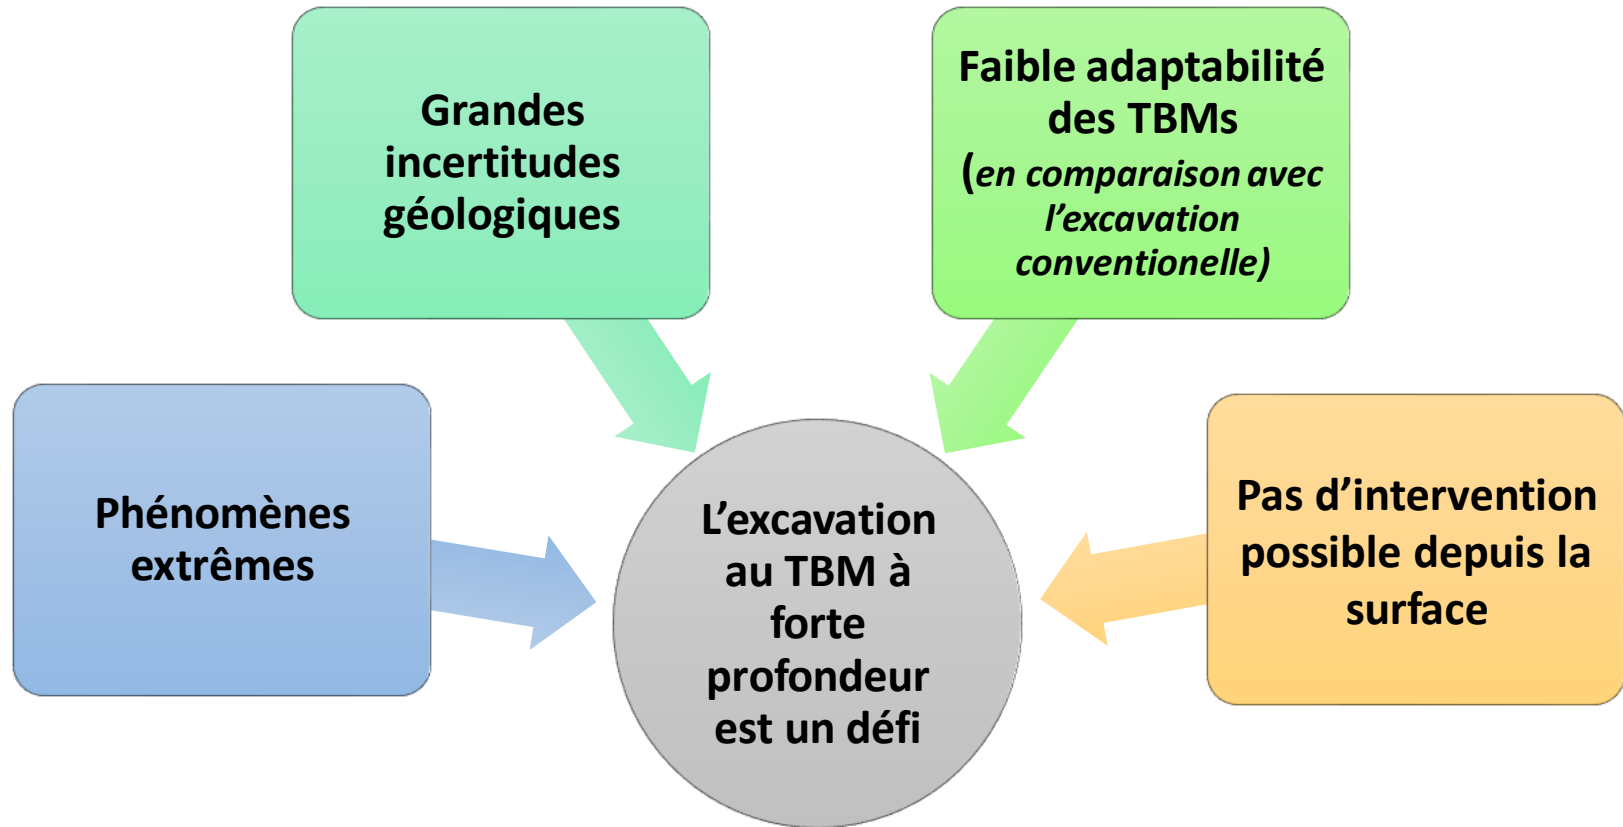 Grandes
incertitudes
géologiques
Faible adaptabilité
des TBMs
(en comparaison avec
l’excavation
conventionelle)
Phénomènes
extrêmes
L’excavation
au TBM à
forte
profondeur
est un défi
Pas d’intervention
possible depuis la
surface